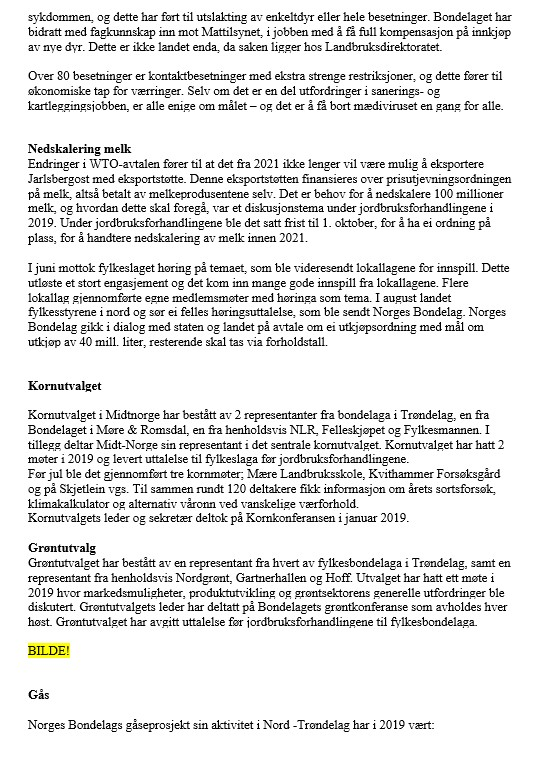 sykdommen, og dette har ført til utslakting av enkeltdyr eller hele besetninger. Bondelaget har
bidratt med fagkunnskap inn mot Mattilsynet, i jobben med å få full kompensasjon på innkjøp
av nye dyr. Dette er ikke landet enda, da saken ligger hos Landbruksdirektoratet.
Over 80 besetninger er kontaktbesetninger med ekstra strenge restriksjoner, og dette fører til
økonomiske tap for værringer. Selv om det er en del utfordringer i sanerings- og
kartleggingsjobben, er alle enige om målet – og det er å få bort mædiviruset en gang for alle.
Nedskalering melk
Endringer i WTO-avtalen fører til at det fra 2021 ikke lenger vil være mulig å eksportere
Jarlsbergost med eksportstøtte. Denne eksportstøtten finansieres over prisutjevningsordningen
på melk, altså betalt av melkeprodusentene selv. Det er behov for å nedskalere 100 millioner
melk, og hvordan dette skal foregå, var et diskusjonstema under jordbruksforhandlingene i
2019. Under jordbruksforhandlingene ble det satt frist til 1. oktober, for å ha ei ordning på
plass, for å handtere nedskalering av melk innen 2021.
I juni mottok fylkeslaget høring på temaet, som ble videresendt lokallagene for innspill. Dette
utløste et stort engasjement og det kom inn mange gode innspill fra lokallagene. Flere
lokallag gjennomførte egne medlemsmøter med høringa som tema. I august landet
fylkesstyrene i nord og sør ei felles høringsuttalelse, som ble sendt Norges Bondelag. Norges
Bondelag gikk i dialog med staten og landet på avtale om ei utkjøpsordning med mål om
utkjøp av 40 mill. liter, resterende skal tas via forholdstall.
Kornutvalget
Kornutvalget i Midtnorge har bestått av 2 representanter fra bondelaga i Trøndelag, en fra
Bondelaget i Møre & Romsdal, en fra henholdsvis NLR, Felleskjøpet og Fylkesmannen. I
tillegg deltar Midt-Norge sin representant i det sentrale kornutvalget. Kornutvalget har hatt 2
møter i 2019 og levert uttalelse til fylkeslaga før jordbruksforhandlingene.
Før jul ble det gjennomført tre kornmøter; Mære Landbruksskole, Kvithammer Forsøksgård
og på Skjetlein vgs. Til sammen rundt 120 deltakere fikk informasjon om årets sortsforsøk,
klimakalkulator og alternativ våronn ved vanskelige værforhold.
Kornutvalgets leder og sekretær deltok på Kornkonferansen i januar 2019.
Grøntutvalg
Grøntutvalget har bestått av en representant fra hvert av fylkesbondelaga i Trøndelag, samt en
representant fra henholdsvis Nordgrønt, Gartnerhallen og Hoff. Utvalget har hatt ett møte i
2019 hvor markedsmuligheter, produktutvikling og grøntsektorens generelle utfordringer ble
diskutert. Grøntutvalgets leder har deltatt på Bondelagets grøntkonferanse som avholdes hver
høst. Grøntutvalget har avgitt uttalelse før jordbruksforhandlingene til fylkesbondelaga.
BILDE!
Gås
Norges Bondelags gåseprosjekt sin aktivitet i Nord -Trøndelag har i 2019 vært: